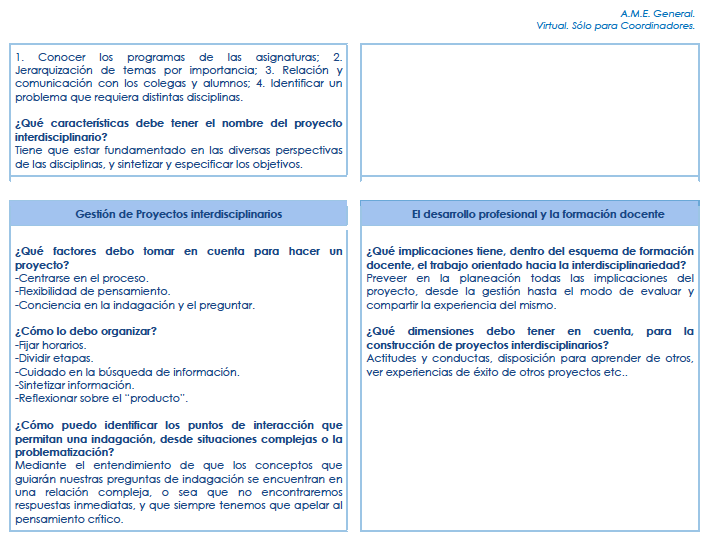 A.M.E. General.
Virtual. Sólo para Coordinadores.
1. Conocer los programas de las asignaturas; 2.
Jerarquización de temas por importancia; 3. Relación y
comunicación con los colegas y alumnos; 4. Identificar un
problema que requiera distintas disciplinas.
¿Qué características debe tener el nombre del proyecto
interdisciplinario?
Tiene que estar fundamentado en las diversas perspectivas
de las disciplinas, y sintetizar y especificar los objetivos.
Gestión de Proyectos interdisciplinarios
¿Qué factores debo tomar en cuenta para hacer un
proyecto?
-Centrarse en el proceso.
-Flexibilidad de pensamiento.
-Conciencia en la indagación y el preguntar.
¿Cómo lo debo organizar?
-Fijar horarios.
-Dividir etapas.
-Cuidado en la búsqueda de información.
-Sintetizar información.
-Reflexionar sobre el “producto”.
¿Cómo puedo identificar los puntos de interacción que
permitan una indagación, desde situaciones complejas o la
problematización?
Mediante el entendimiento de que los conceptos que
guiarán nuestras preguntas de indagación se encuentran en
una relación compleja, o sea que no encontraremos
respuestas inmediatas, y que siempre tenemos que apelar al
pensamiento crítico.
El desarrollo profesional y la formación docente
¿Qué implicaciones tiene, dentro del esquema de formación
docente, el trabajo orientado hacia la interdisciplinariedad?
Preveer en la planeación todas las implicaciones del
proyecto, desde la gestión hasta el modo de evaluar y
compartir la experiencia del mismo.
¿Qué dimensiones debo tener en cuenta, para la
construcción de proyectos interdisciplinarios?
Actitudes y conductas, disposición para aprender de otros,
ver experiencias de éxito de otros proyectos etc..